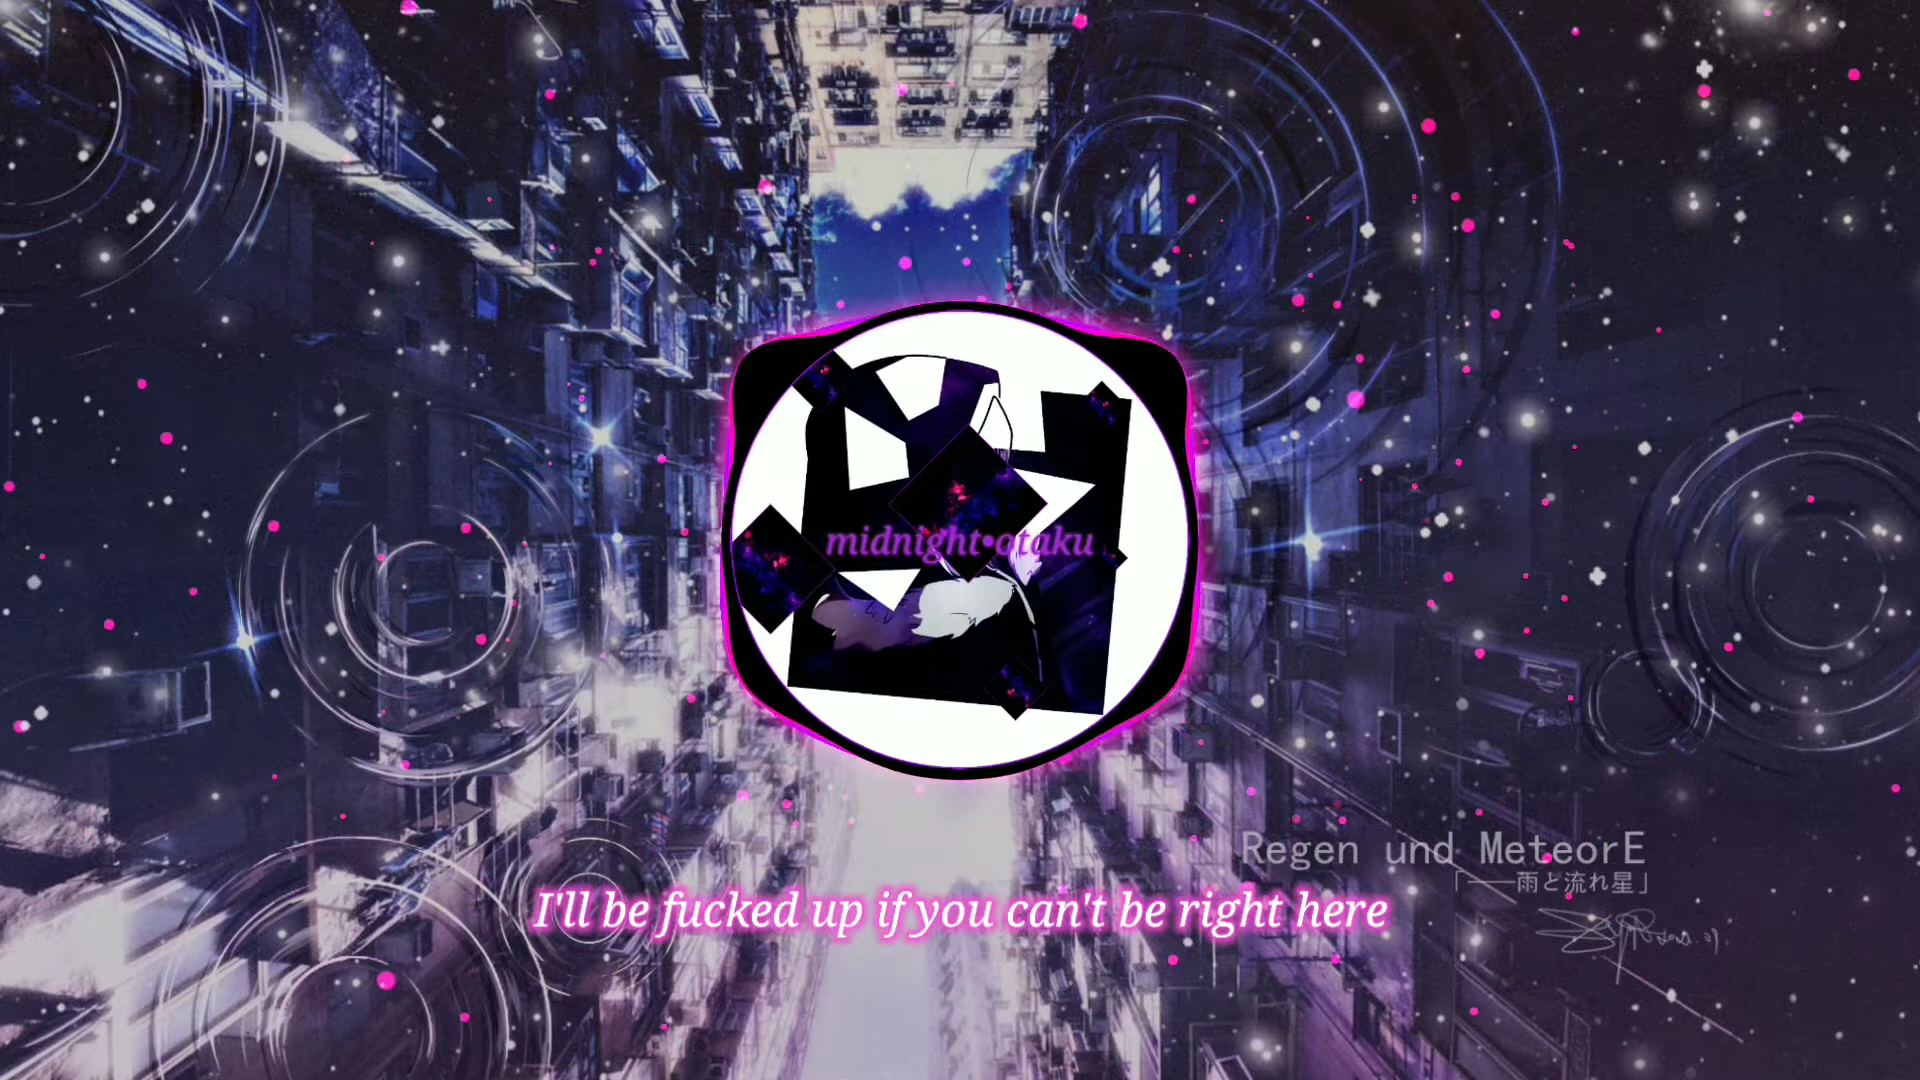 midnight•otaku
Regen und MeteorE
「──雨と流れ星」
I'll be fucked up if you can't be right here